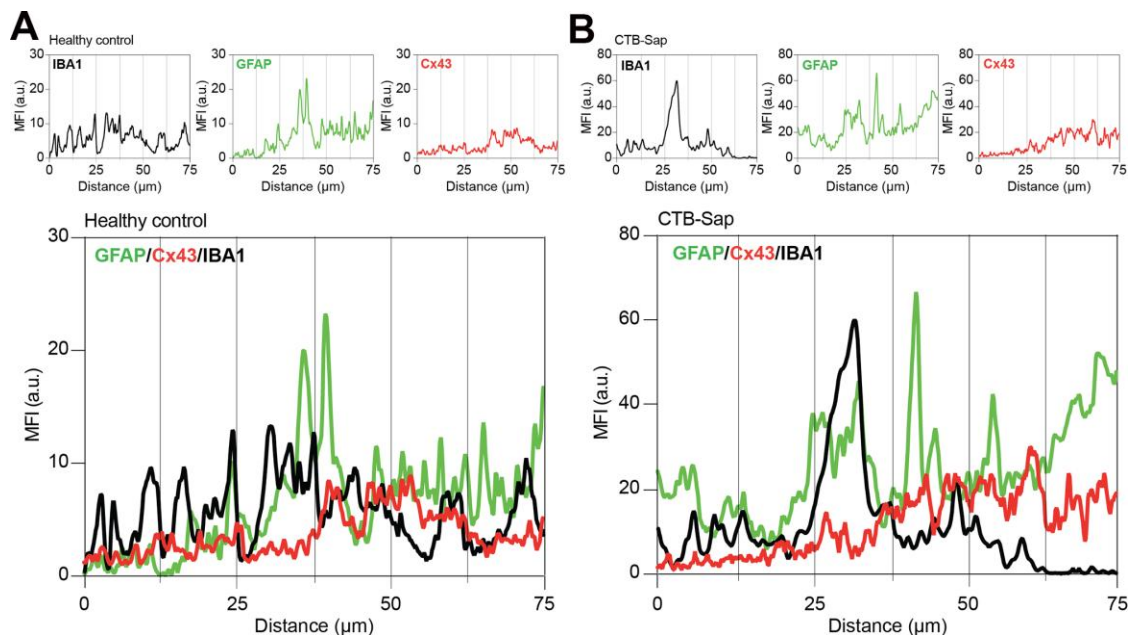 A
Healthy control
IBA1
MFI (a.u.)
30
20
10
0
0 25 50 75
Distance (µm)
GFAP
MFI (a.u.)
30
20
10
0
0 25 50 75
Distance (µm)
Cx43
MFI (a.u.)
30
20
10
0
0 25 50 75
Distance (µm)
Healthy control
GFAP/Cx43/IBA1
MFI (a.u.)
30
20
10
0
0 25 50 75
Distance (µm)
B
CTB-Sap
IBA1
MFI (a.u.)
80
60
40
20
0
0 25 50 75
Distance (µm)
GFAP
MFI (a.u.)
80
60
40
20
0
0 25 50 75
Distance (µm)
Cx43
MFI (a.u.)
80
60
40
20
0
0 25 50 75
Distance (µm)
CTB-Sap
GFAP/Cx43/IBA1
MFI (a.u.)
80
60
40
20
0
0 25 50 75
Distance (µm)